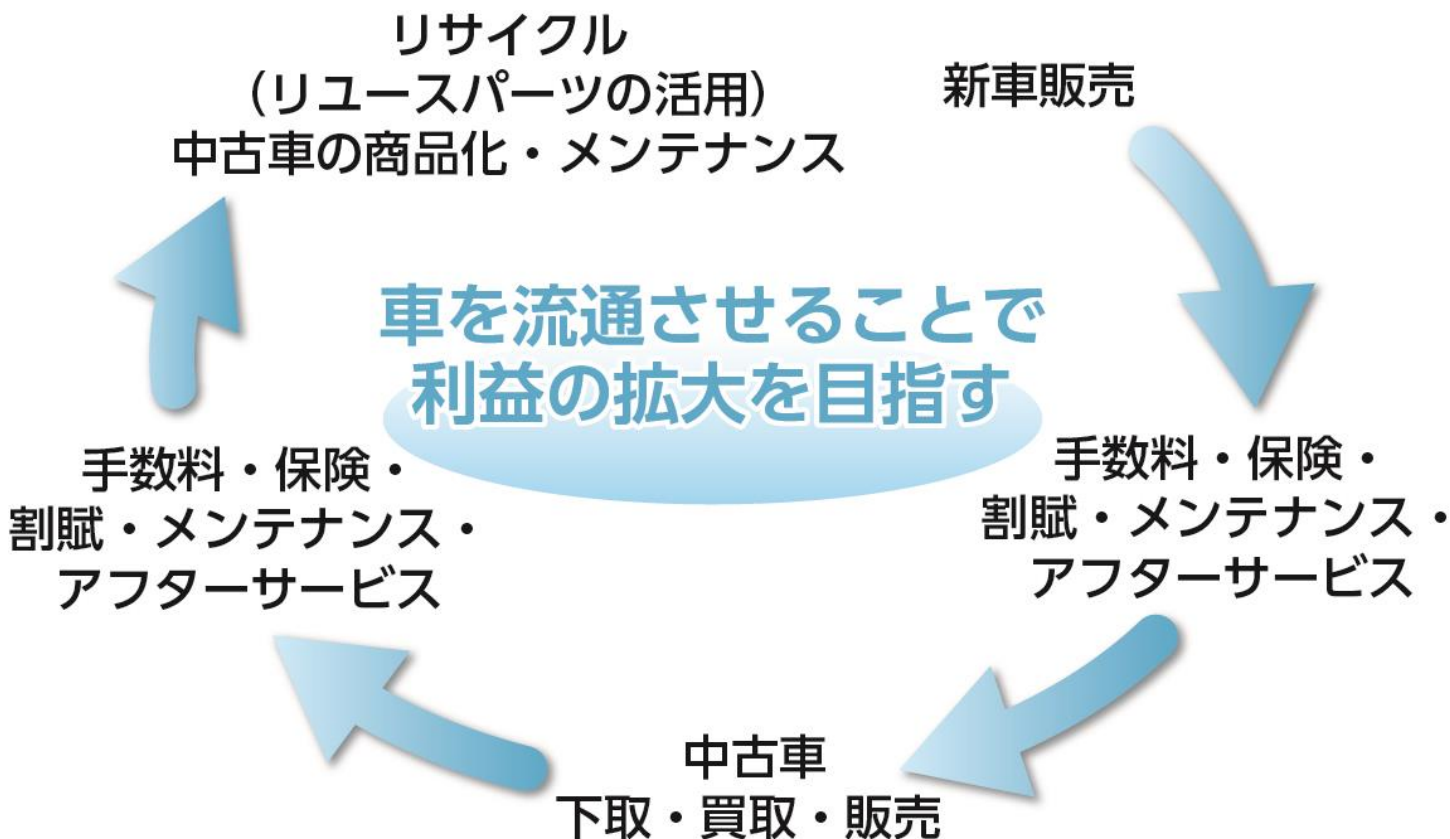 リサイクル
（リユースパーツの活用）
中古車の商品化・メンテナンス
新車販売
車を流通させることで
利益の拡大を目指す
手数料・保険・
割賦・メンテナンス・
アフターサービス
手数料・保険・
割賦・メンテナンス・
アフターサービス
中古車
下取・買取・販売